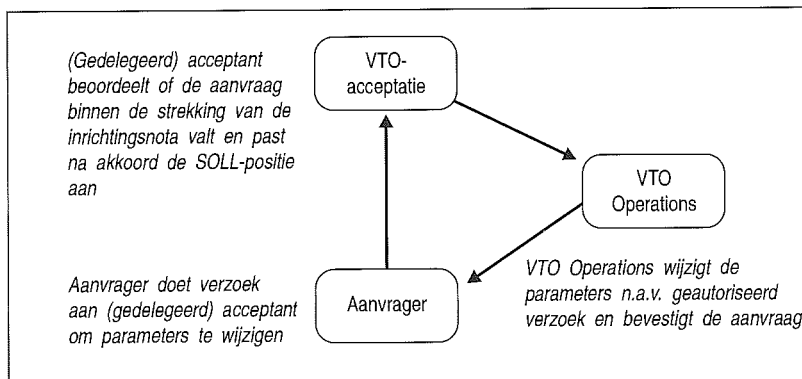 (Gedelegeerd) acceptant
beoordeelt of de aanvraag
binnen de strekking van de
inrichtingsnota valt en past
na akkoord de SOLL-positie
aan
VTO-
acceptatie
VTO
Operations
Aanvrager doet verzoek
aan (gedelegeerd) acceptant
om parameters te wijzigen
Aanvrager
VTO Operations wijzigt de
parameters n.a.v. geautoriseerd
verzoek en bevestigt de aanvraag